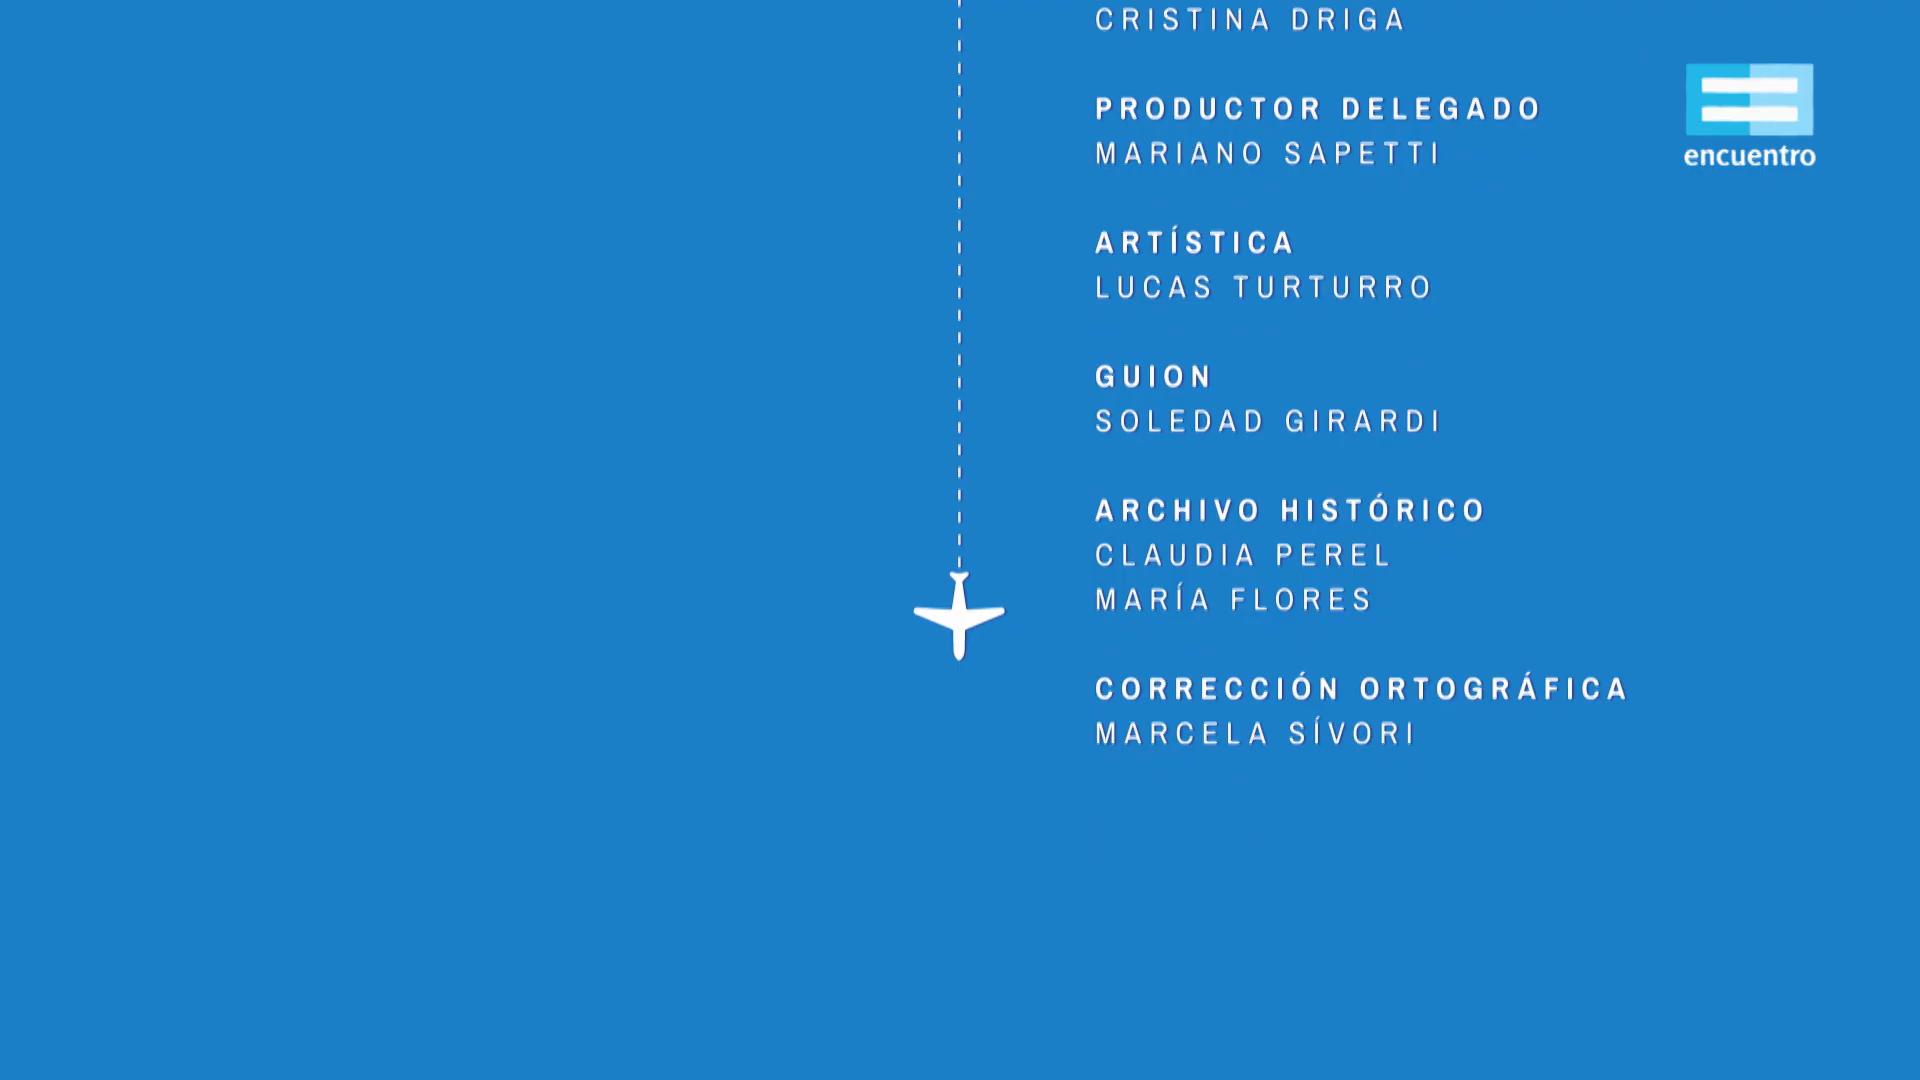 CRISTINA DRIGA
PRODUCTOR DELEGADO
MARIANO SAPETTI
encuentro
ARTÍSTICA
LUCAS TURTURRO
GUION
SOLEDAD GIRARDI
ARCHIVO HISTÓRICO
CLAUDIA PEREL
MARÍA FLORES
CORRECCIÓN ORTOGRÁFICA
MARCELA SÍVORI